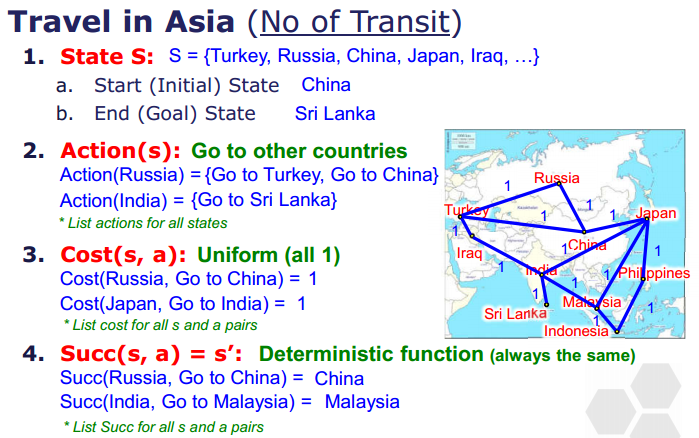 Travel in Asia (No of Transit)
1. State S: S = {Turkey, Russia, China, Japan, Iraq, …}
a. Start (Initial) State China
b. End (Goal) State Sri Lanka
2. Action(s): Go to other countries
Action(Russia) = {Go to Turkey, Go to China}
Action(India) = {Go to Sri Lanka}
* List actions for all states
3. Cost(s, a): Uniform (all 1)
Cost(Russia, Go to China) = 1
Cost(Japan, Go to India) = 1
* List cost for all s and a pairs
4. Succ(s, a) = s’: Deterministic function (always the same)
Succ(Russia, Go to China) = China
Succ(India, Go to Malaysia) = Malaysia
* List Succ for all s and a pairs
Russia
1
1
Turkey
1
1
Japan
1
1
China
1
Iraq
1
India
1
1
Philippines
1
Sri Lanka
Malaysia
1
1
Indonesia